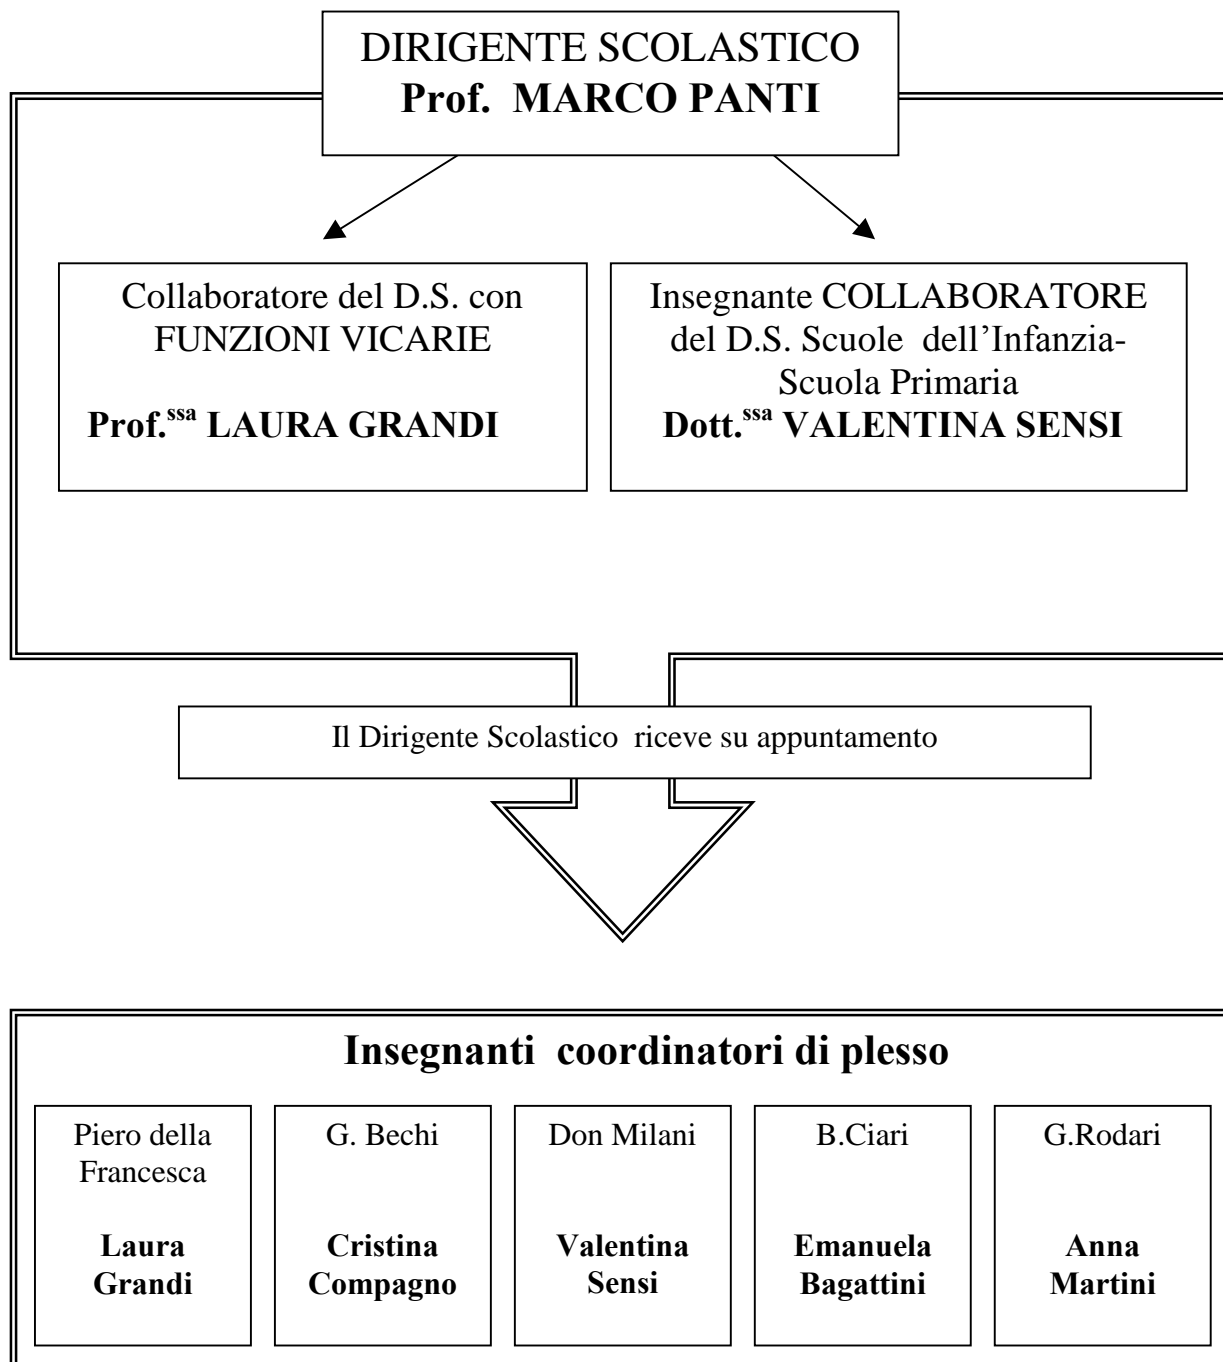 DIRIGENTE SCOLASTICO
Prof. MARCO PANTI
Collaboratore del D.S. con
FUNZIONI VICARIE
Prof.ssa LAURA GRANDI
Insegnante COLLABORATORE
del D.S. Scuole dell’Infanzia-
Scuola Primaria
Dott.ssa VALENTINA SENSI
Il Dirigente Scolastico riceve su appuntamento
Insegnanti coordinatori di plesso
Piero della
Francesca
Laura
Grandi
G. Bechi
Cristina
Compagno
Don Milani
Valentina
Sensi
B.Ciari
Emanuela
Bagattini
G.Rodari
Anna
Martini